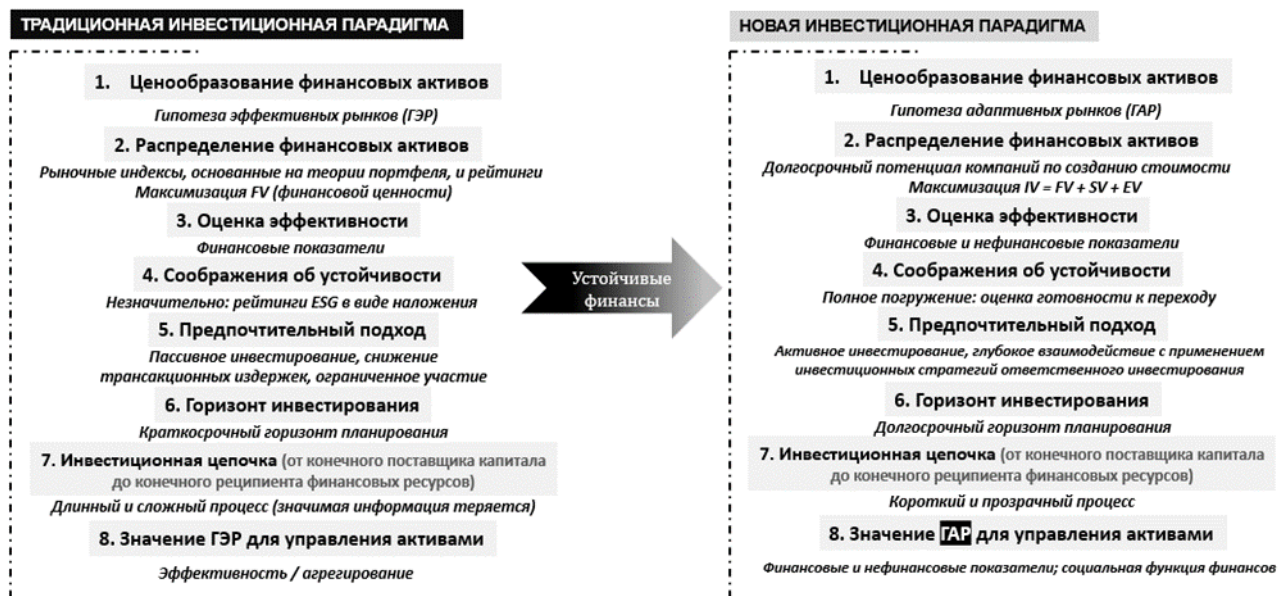 ТРАДИЦИОННАЯ ИНВЕСТИЦИОННАЯ ПАРАДИГМА
1. Ценообразование финансовых активов
Гипотеза эффективных рынков (ГЭР)
2. Распределение финансовых активов
Рыночные индексы, основанные на теории портфеля, и рейтинги
Максимизация FV (финансовой ценности)
3. Оценка эффективности
Финансовые показатели
4. Соображения об устойчивости
Незначительно: рейтинги ESG в виде наложения
5. Предпочтительный подход
Пассивное инвестирование, снижение
трансакционных издержек, ограниченное участие
6. Горизонт инвестирования
Краткосрочный горизонт планирования
7. Инвестиционная цепочка (от конечного поставщика капитала
до конечного реципиента финансовых ресурсов)
Длинный и сложный процесс (значимая информация теряется)
8. Значение ГЭР для управления активами
Эффективность / агрегирование
Устойчивые
финансы
НОВАЯ ИНВЕСТИЦИОННАЯ ПАРАДИГМА
1. Ценообразование финансовых активов
Гипотеза адаптивных рынков (ГАР)
2. Распределение финансовых активов
Долгосрочный потенциал компаний по созданию стоимости
Максимизация IV = FV + SV + EV
3. Оценка эффективности
Финансовые и нефинансовые показатели
4. Соображения об устойчивости
Полное погружение: оценка готовности к переходу
5. Предпочтительный подход
Активное инвестирование, глубокое взаимодействие с применением
инвестиционных стратегий ответственного инвестирования
6. Горизонт инвестирования
Долгосрочный горизонт планирования
7. Инвестиционная цепочка (от конечного поставщика капитала
до конечного реципиента финансовых ресурсов)
Короткий и прозрачный процесс
8. Значение ГАР для управления активами
Финансовые и нефинансовые показатели; социальная функция финансов